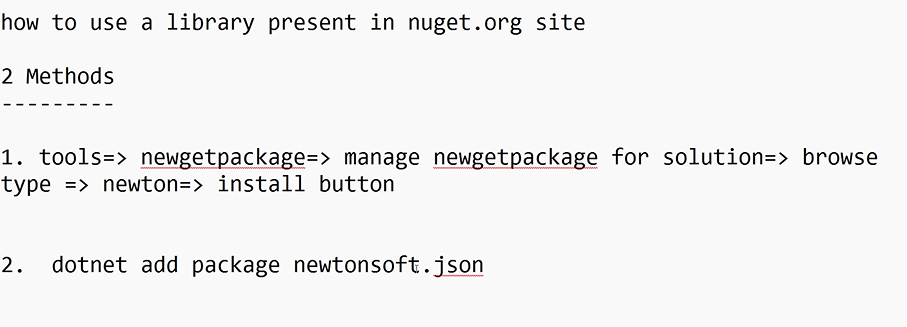 how to use a library present in nuget.org site
2 Methods
---------
1. tools=> newgetpackage=> manage newgetpackage for solution=> browse
type => newton=> install button
2.  dotnet add package newtonsoft.json